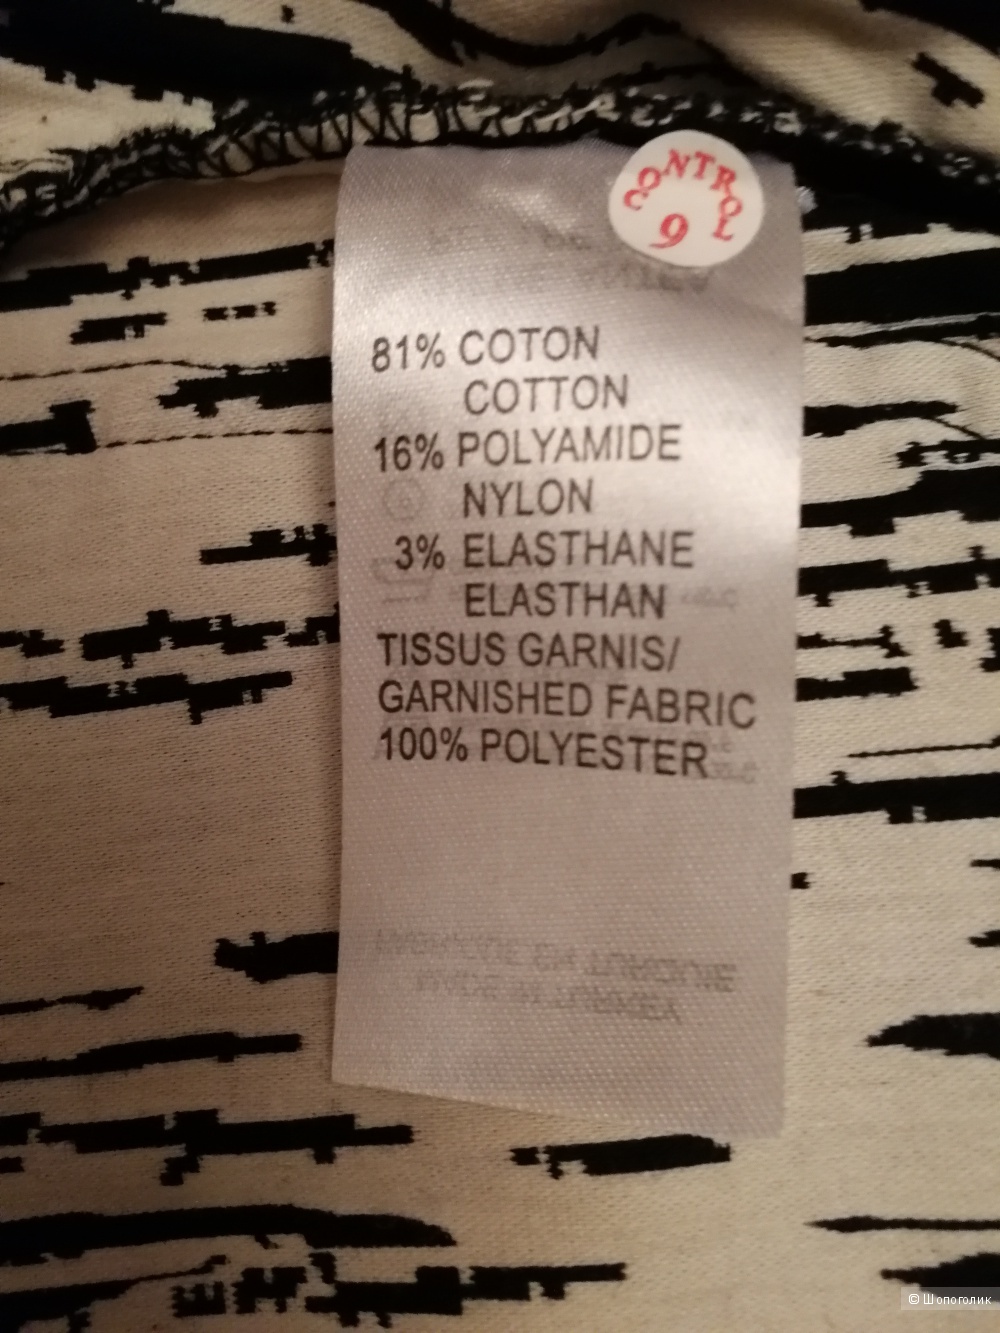 CONTROL
9
81% COTON
COTTON
16% POLYAMIDE
NYLON
3% ELASTHANE
ELASTHAN
TISSUS GARNIS/
GARNISHED FABRIC
100% POLYESTER
© Шопоголик